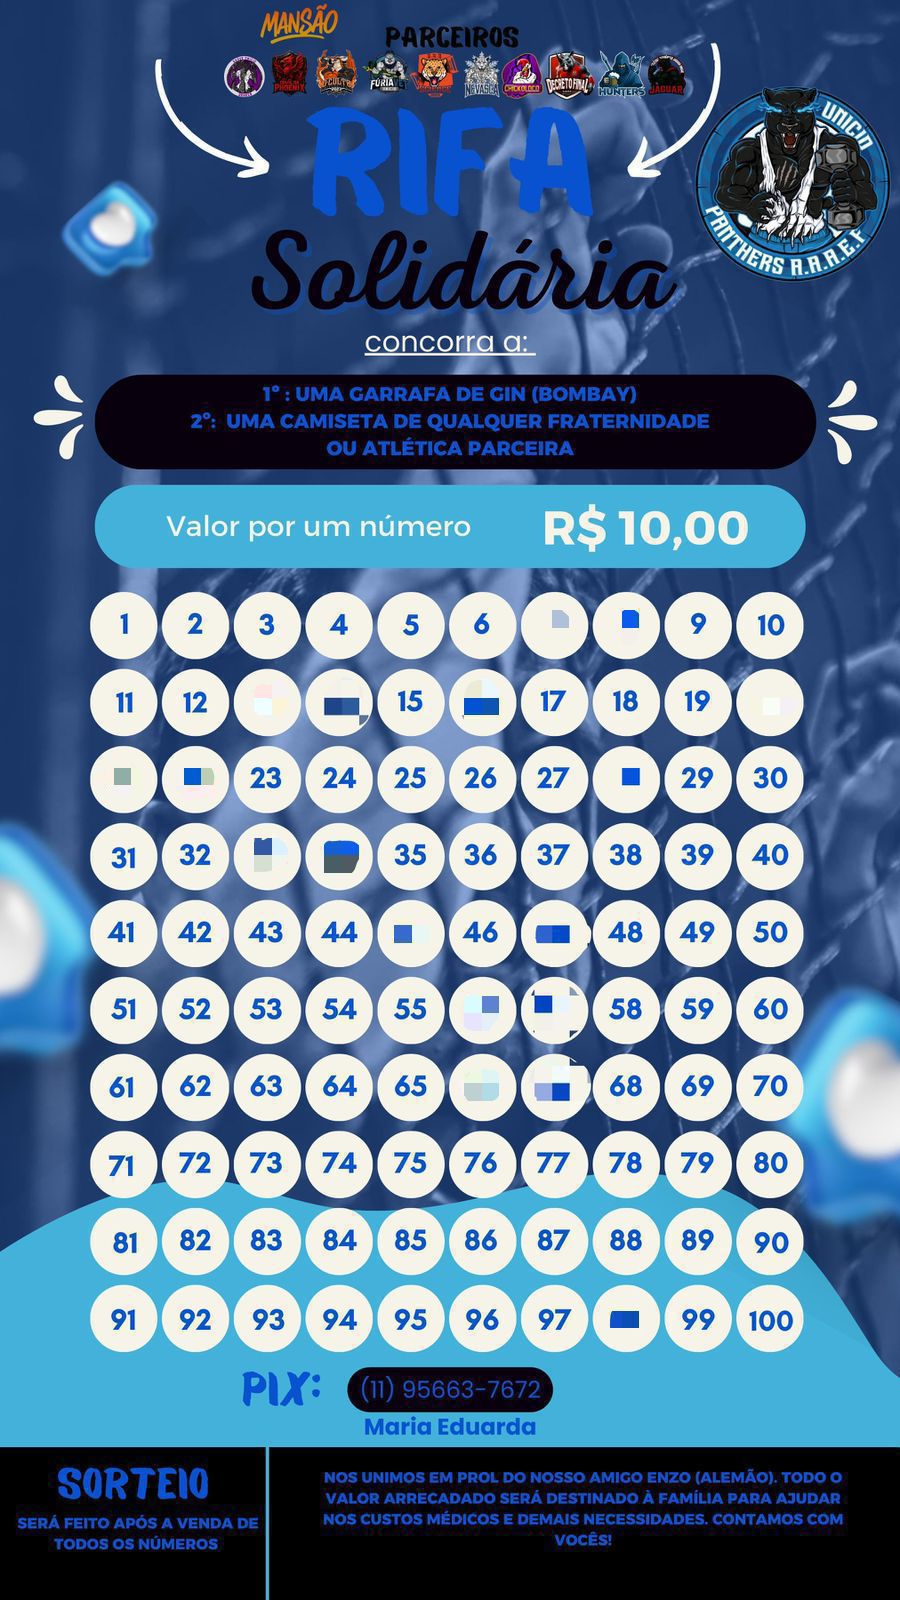 MANSÃO
PARCEIROS
PHOENIX
FÚRIA
NEVASCA
CHICKOLOCO
DECRETO FINAL
HUNTERS
JAGUAR
RIFA
Solidária
UNICID
PANTHERS A.A.A.E.F
concorra a:
1º : UMA GARRAFA DE GIN (BOMBAY)
2º: UMA CAMISETA DE QUALQUER FRATERNIDADE
OU ATLÉTICA PARCEIRA
Valor por um número R$ 10,00
1 2 3 4 5 6 9 10
11 12 15 17 18 19
23 24 25 26 27 29 30
31 32 35 36 37 38 39 40
41 42 43 44 46 48 49 50
51 52 53 54 55 58 59 60
61 62 63 64 65 68 69 70
71 72 73 74 75 76 77 78 79 80
81 82 83 84 85 86 87 88 89 90
91 92 93 94 95 96 97 99 100
PIX: (11) 95663-7672
Maria Eduarda
SORTEIO
SERÁ FEITO APÓS A VENDA DE
TODOS OS NÚMEROS
NOS UNIMOS EM PROL DO NOSSO AMIGO ENZO (ALEMÃO). TODO O
VALOR ARRECADADO SERÁ DESTINADO À FAMÍLIA PARA AJUDAR
NOS CUSTOS MÉDICOS E DEMAIS NECESSIDADES. CONTAMOS COM
VOCÊS!